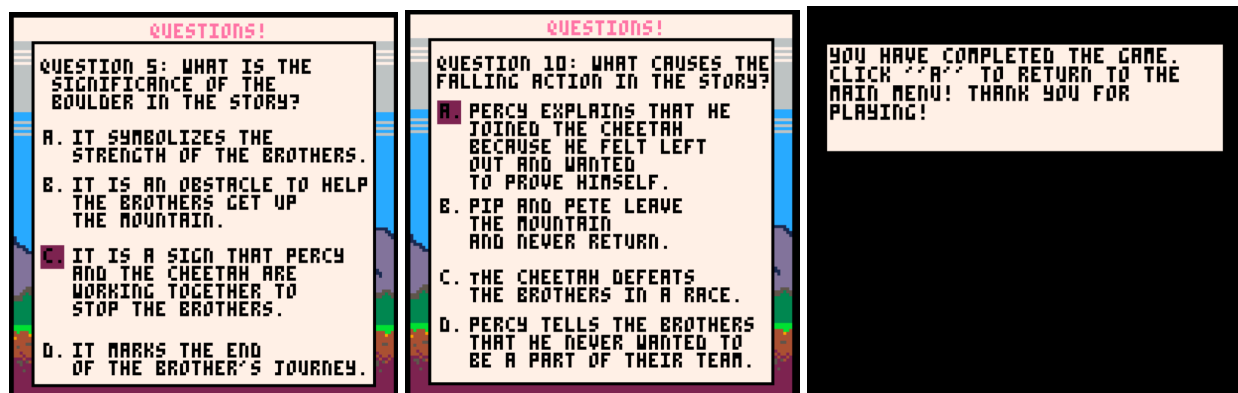 QUESTIONS!
QUESTION 5: WHAT IS THE
SIGNIFICANCE OF THE
BOULDER IN THE STORY?
A. IT SYMBOLIZES THE
STRENGTH OF THE BROTHERS.
B. IT IS AN OBSTACLE TO HELP
THE BROTHERS GET UP
THE MOUNTAIN.
C. IT IS A SIGN THAT PERCY
AND THE CHEETAH ARE
WORKING TOGETHER TO
STOP THE BROTHERS.
D. IT MARKS THE END
OF THE BROTHER'S JOURNEY.
QUESTIONS!
QUESTION 10: WHAT CAUSES THE
FALLING ACTION IN THE STORY?
A. PERCY EXPLAINS THAT HE
JOINED THE CHEETAH
BECAUSE HE FELT LEFT
OUT AND WANTED
TO PROVE HIMSELF.
B. PIP AND PETE LEAVE
THE MOUNTAIN
AND NEVER RETURN.
C. THE CHEETAH DEFEATS
THE BROTHERS IN A RACE.
D. PERCY TELLS THE BROTHERS
THAT HE NEVER WANTED TO
BE A PART OF THEIR TEAM.
YOU HAVE COMPLETED THE GAME.
CLICK ''A'' TO RETURN TO THE
MAIN MENU! THANK YOU FOR
PLAYING!